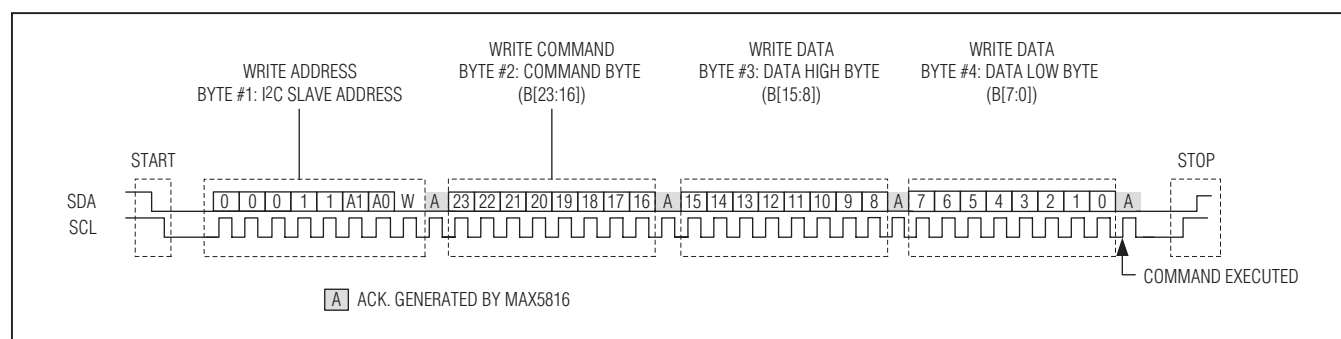 WRITE ADDRESS
BYTE #1: I2C SLAVE ADDRESS
WRITE COMMAND
BYTE #2: COMMAND BYTE
(B[23:16])
WRITE DATA
BYTE #3: DATA HIGH BYTE
(B[15:8])
WRITE DATA
BYTE #4: DATA LOW BYTE
(B[7:0])
START
STOP
SDA 0 0 0 1 1 A1 A0 W A 23 22 21 20 19 18 17 16 A 15 14 13 12 11 10 9 8 A 7 6 5 4 3 2 1 0 A
SCL
COMMAND EXECUTED
A ACK. GENERATED BY MAX5816